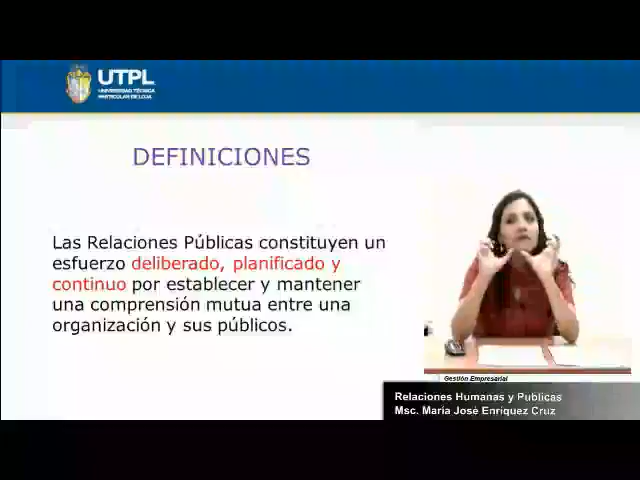 UTPL
UNIVERSIDAD TÉCNICA
PARTICULAR DE LOJA
DEFINICIONES
Las Relaciones Públicas constituyen un
esfuerzo deliberado, planificado y
continuo por establecer y mantener
una comprensión mutua entre una
organización y sus públicos.
Gestión Empresarial
Relaciones Humanas y Publicas
Msc. María José Enríquez Cruz